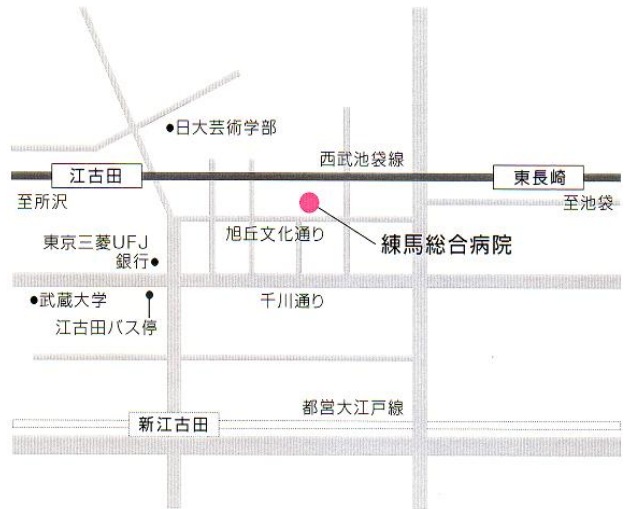 日大芸術学部
西武池袋線
江古田
東長崎
至所沢
至池袋
旭丘文化通り
練馬総合病院
東京三菱UFJ
銀行
武蔵大学
江古田バス停
千川通り
都営大江戸線
新江古田